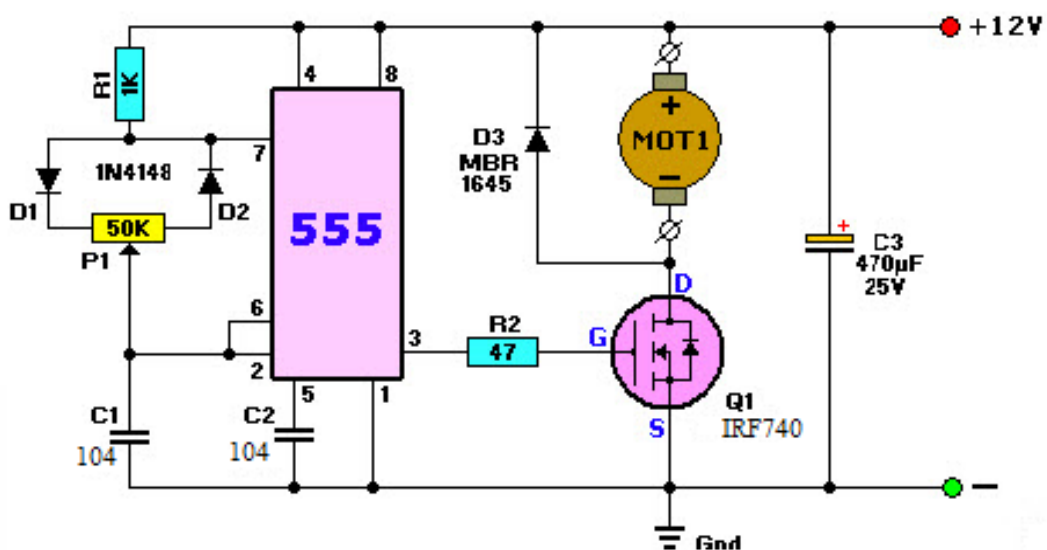 +12V
R1
1K
4
8
D3
MBR
1645
+
MOT1
−
7
1N4148
D1
D2
50K
P1
555
+
C3
470µF
25V
D
6
3
R2
47
G
2
5
1
C1
104
C2
104
S
Q1
IRF740
−
Gnd